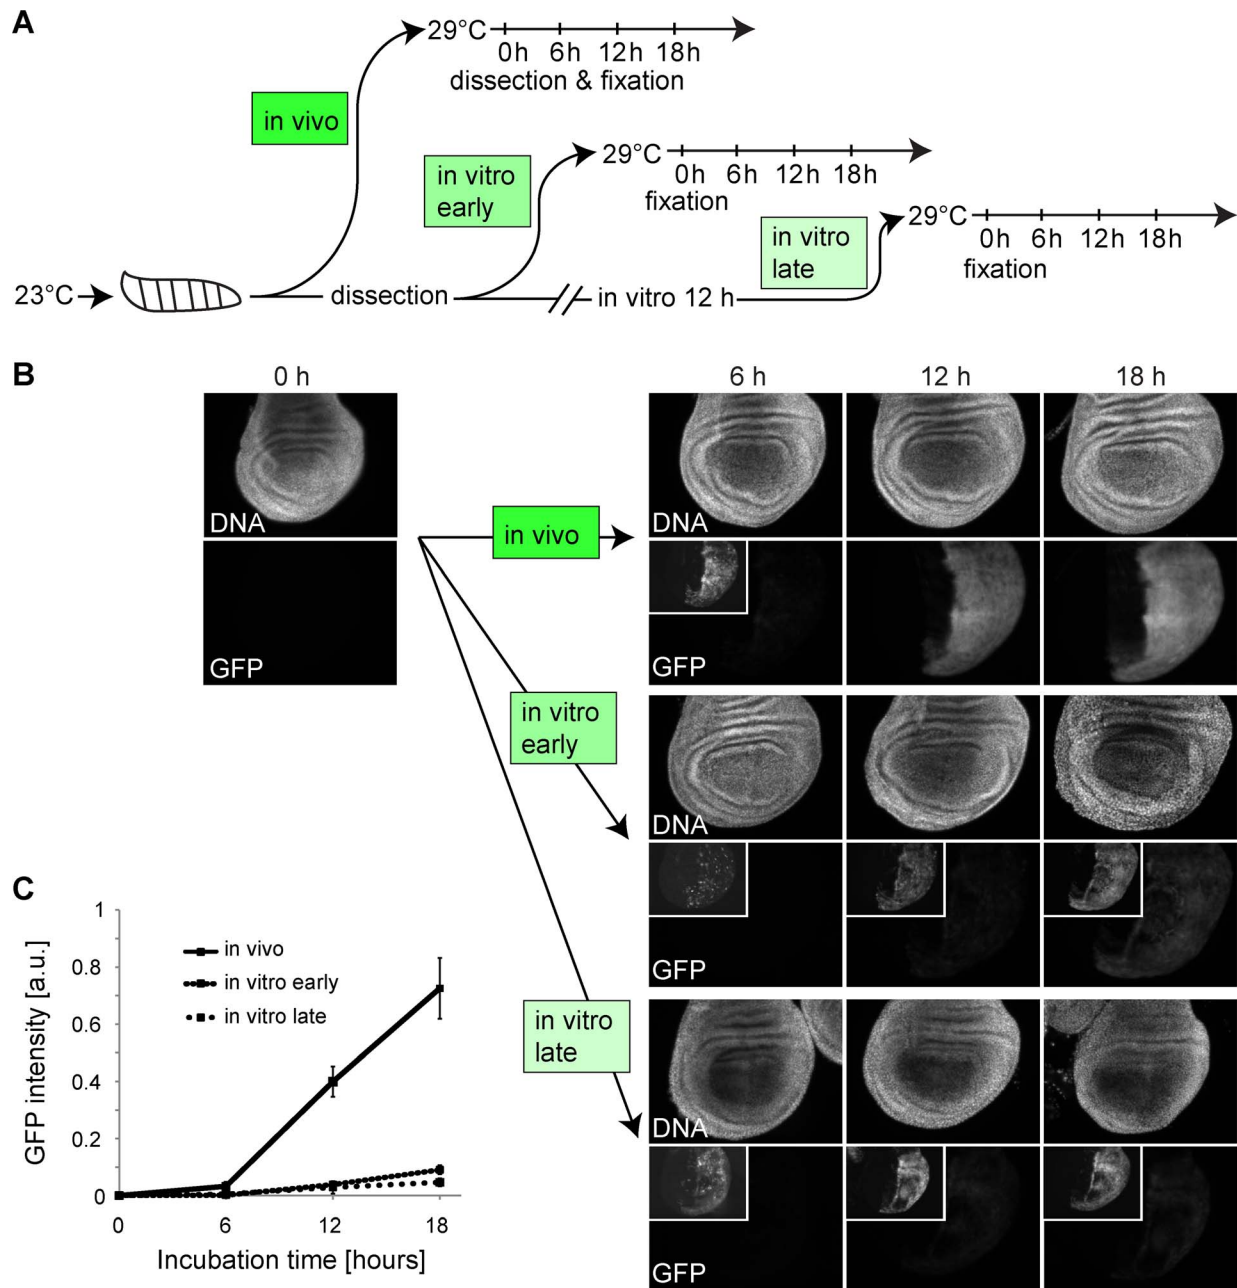 A
29°C
0h 6h 12h 18h
dissection & fixation
in vivo
in vitro
early
29°C
0h 6h 12h 18h
fixation
in vitro
late
29°C
0h 6h 12h 18h
fixation
23°C
dissection
in vitro 12 h
B
0 h
6 h
12 h
18 h
DNA
GFP
in vivo
DNA
GFP
in vitro
early
DNA
GFP
in vitro
late
DNA
GFP
C
GFP intensity [a.u.]
1
0.8
0.6
0.4
0.2
0
in vivo
in vitro early
in vitro late
0 6 12 18
Incubation time [hours]